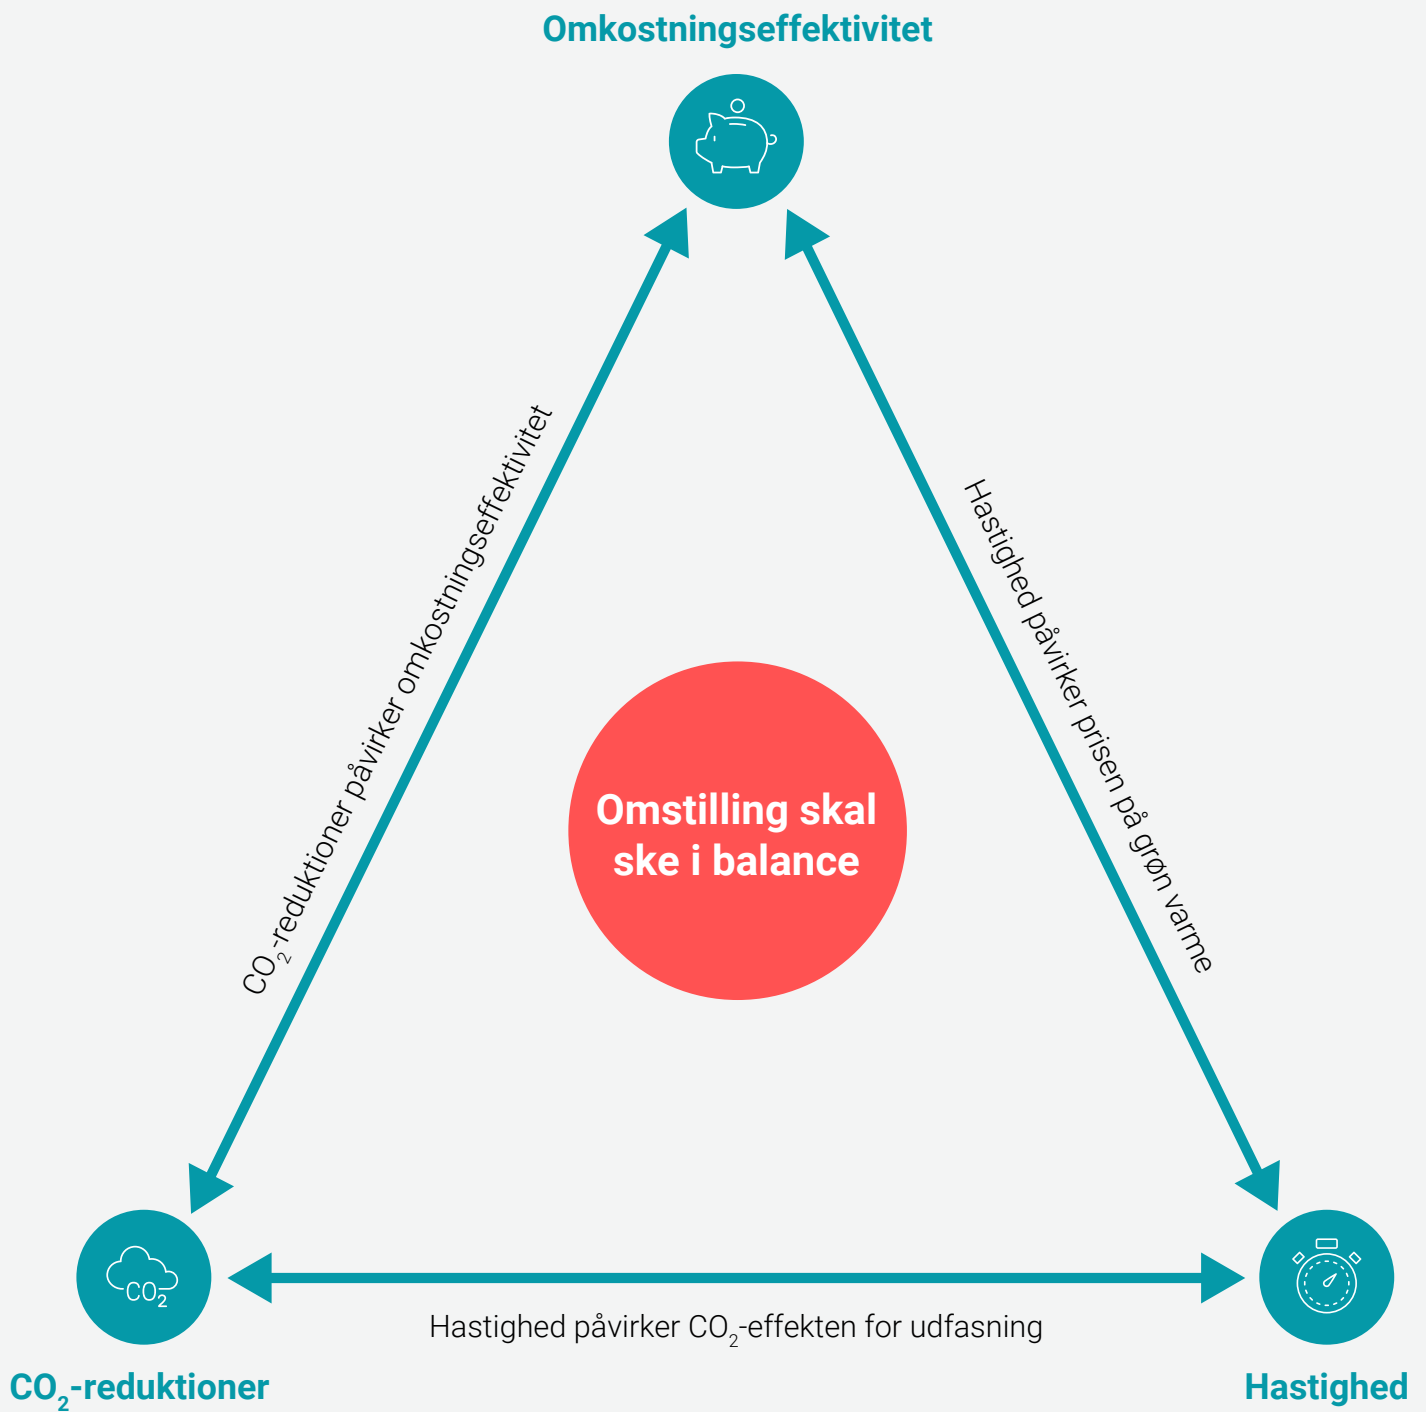 Omkostningseffektivitet
CO₂-reduktioner påvirker omkostningseffektivitet
Hastighed påvirker prisen på grøn varme
Omstilling skal
ske i balance
CO₂
Hastighed påvirker CO₂-effekten for udfasning
CO₂-reduktioner
Hastighed